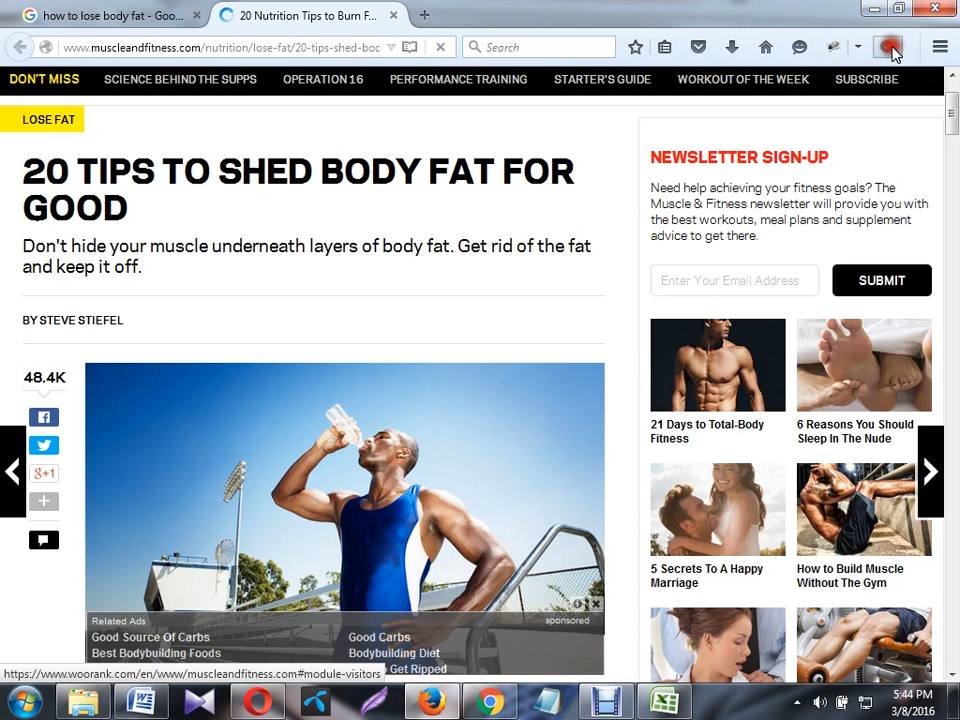 how to lose body fat - Goo...
20 Nutrition Tips to Burn F...
www.muscleandfitness.com/nutrition/lose-fat/20-tips-shed-boc
Search
DON'T MISS
SCIENCE BEHIND THE SUPPS
OPERATION 16
PERFORMANCE TRAINING
STARTER'S GUIDE
WORKOUT OF THE WEEK
SUBSCRIBE
LOSE FAT
20 TIPS TO SHED BODY FAT FOR
GOOD
Don't hide your muscle underneath layers of body fat. Get rid of the fat
and keep it off.
BY STEVE STIEFEL
48.4K
g+1
Related Ads
sponsored
Good Source Of Carbs
Good Carbs
Best Bodybuilding Foods
Bodybuilding Diet
Get Ripped
NEWSLETTER SIGN-UP
Need help achieving your fitness goals? The
Muscle & Fitness newsletter will provide you with
the best workouts, meal plans and supplement
advice to get there.
Enter Your Email Address
SUBMIT
21 Days to Total-Body
Fitness
6 Reasons You Should
Sleep In The Nude
5 Secrets To A Happy
Marriage
How to Build Muscle
Without The Gym
https://www.woorank.com/en/www/muscleandfitness.com#module-visitors
5:44 PM
3/8/2016